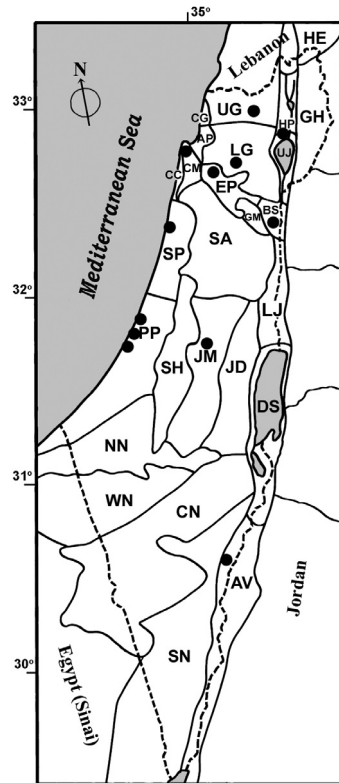 35°
HE
Lebanon
N
33°
UG
GH
CG
HP
AP
LG
UJ
CM
CC
EP
BS
GM
Mediterranean Sea
SP
SA
32°
LJ
PP
SH
JM
JD
DS
NN
31°
WN
CN
AV
Jordan
SN
30°
Egypt (Sinai)